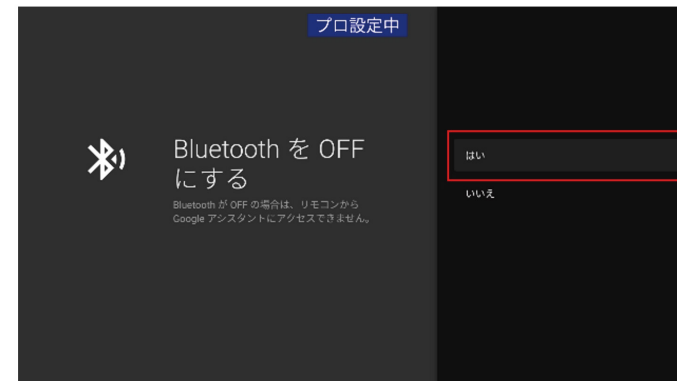 プロ設定中
Bluetooth を OFF
にする
Bluetooth が OFF の場合は、リモコンから
Google アシスタントにアクセスできません。
はい
いいえ